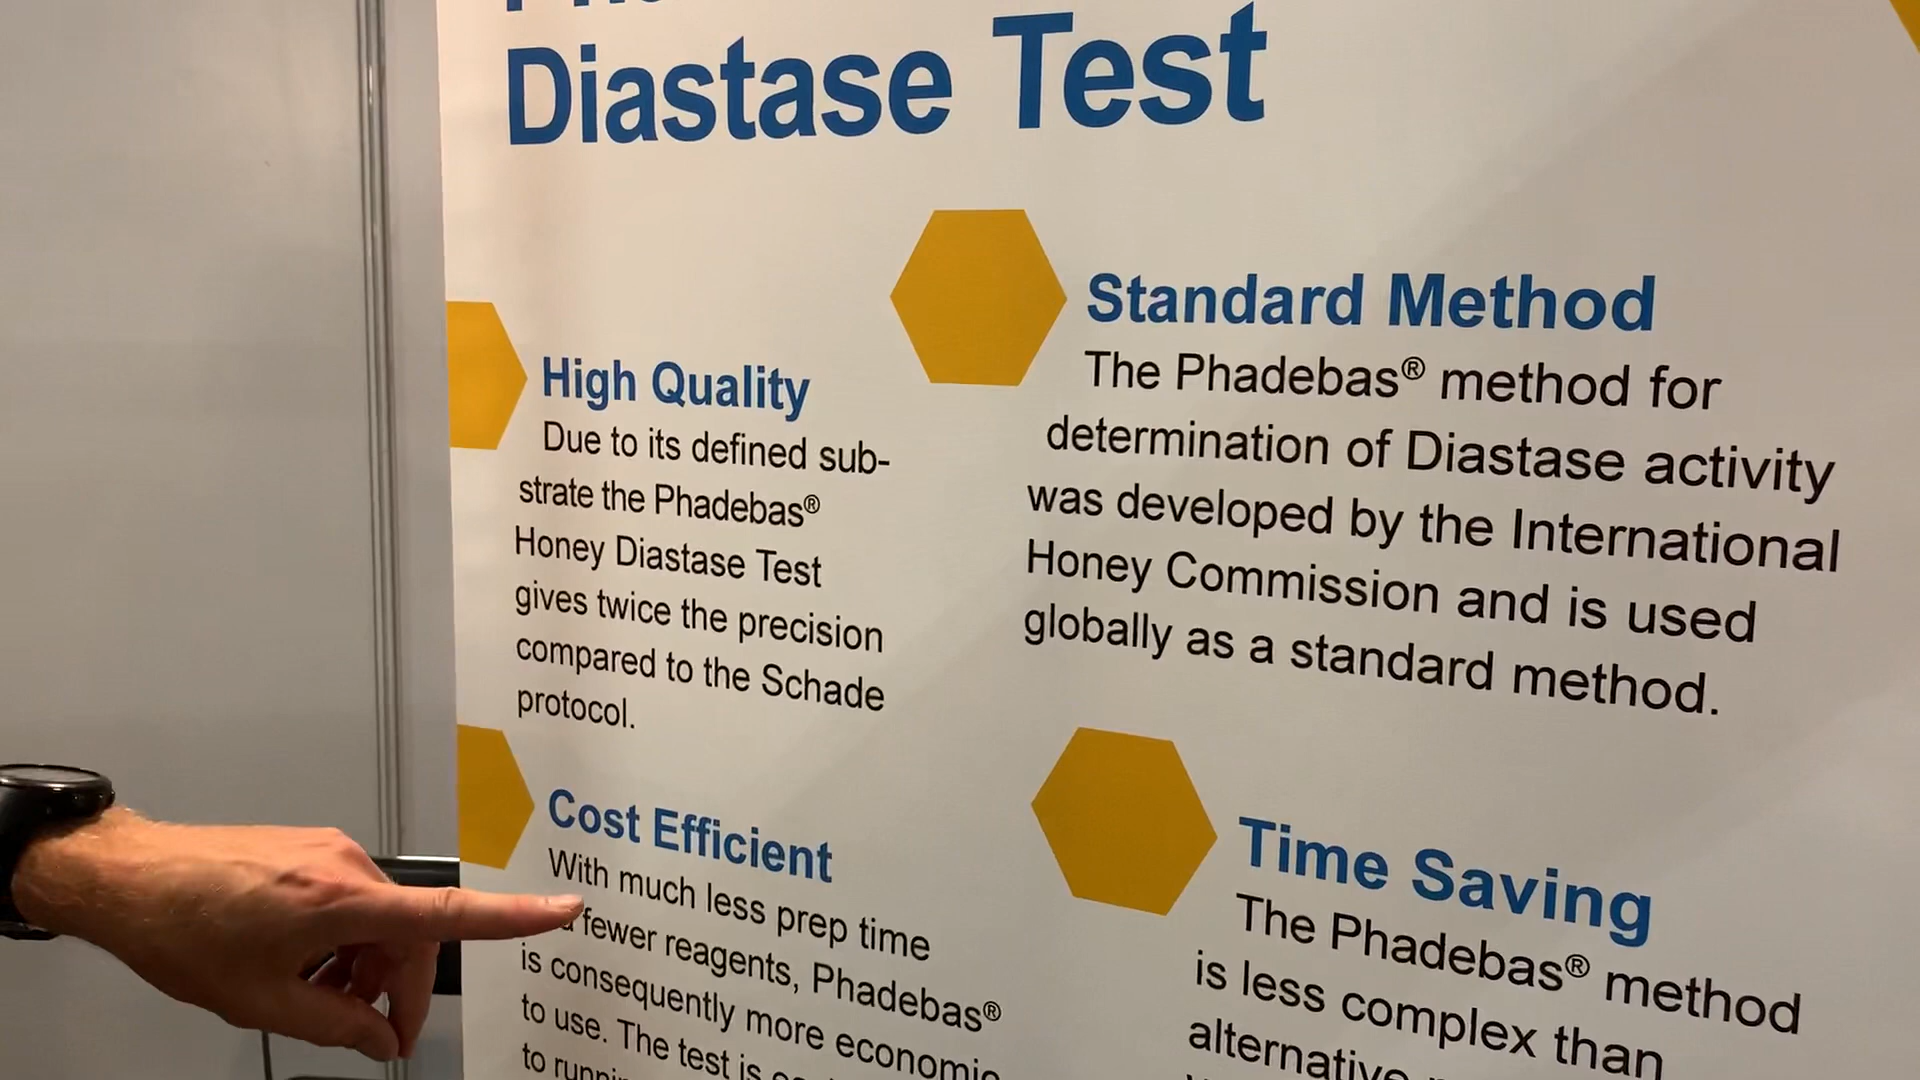 Diastase Test
High Quality
Due to its defined sub-
strate the Phadebas®
Honey Diastase Test
gives twice the precision
compared to the Schade
protocol.
Standard Method
The Phadebas® method for
determination of Diastase activity
was developed by the International
Honey Commission and is used
globally as a standard method.
Cost Efficient
With much less prep time
fewer reagents, Phadebas®
is consequently more economic
to use. The test is
to
Time Saving
The Phadebas® method
is less complex than
alternative